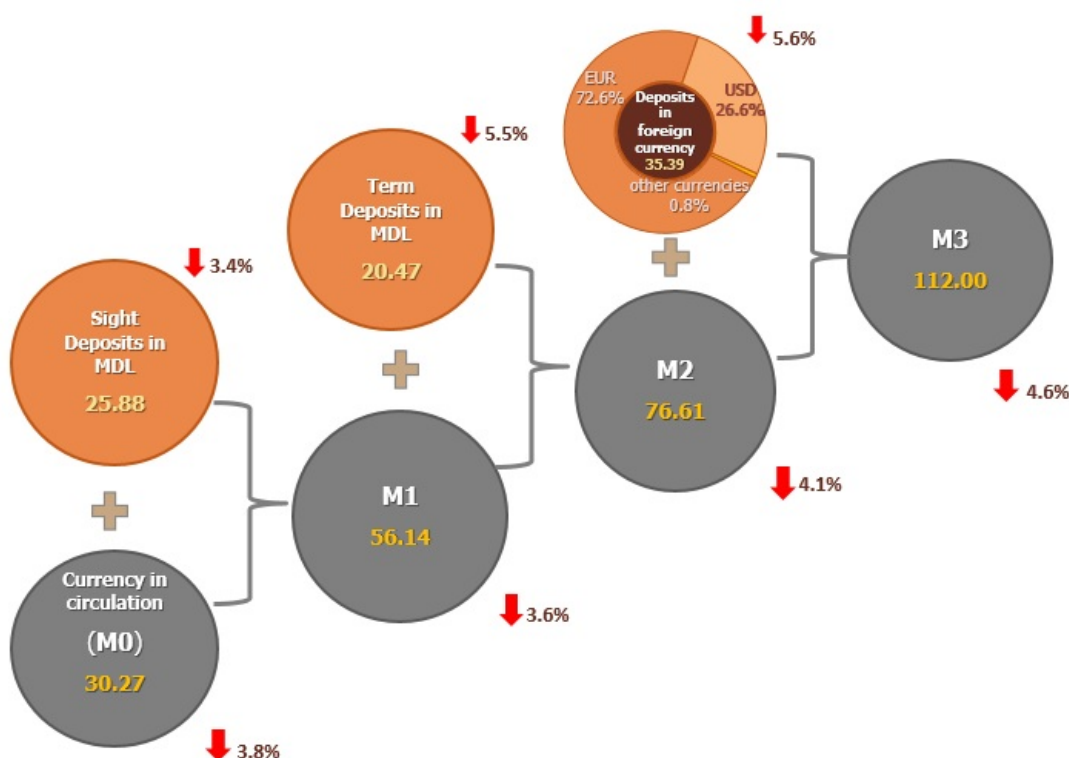 5.6%
EUR
72.6%
USD
26.6%
Deposits
in
foreign
currency
35.39
other currencies
0.8%
5.5%
Term
Deposits in
MDL
20.47
M3
112.00
3.4%
Sight
Deposits in
MDL
25.88
M2
76.61
4.6%
4.1%
M1
56.14
Currency in
circulation
(M0)
30.27
3.6%
3.8%